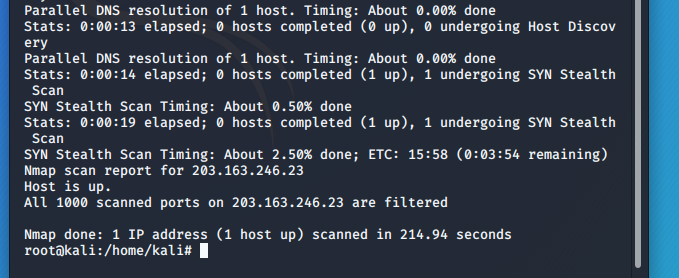 Parallel DNS resolution of 1 host. Timing: About 0.00% done
Stats: 0:00:13 elapsed; 0 hosts completed (0 up), 0 undergoing Host Discov
ery
Parallel DNS resolution of 1 host. Timing: About 0.00% done
Stats: 0:00:14 elapsed; 0 hosts completed (1 up), 1 undergoing SYN Stealth
 Scan
SYN Stealth Scan Timing: About 0.50% done
Stats: 0:00:19 elapsed; 0 hosts completed (1 up), 1 undergoing SYN Stealth
 Scan
SYN Stealth Scan Timing: About 2.50% done; ETC: 15:58 (0:03:54 remaining)
Nmap scan report for 203.163.246.23
Host is up.
All 1000 scanned ports on 203.163.246.23 are filtered

Nmap done: 1 IP address (1 host up) scanned in 214.94 seconds
root@kali:/home/kali#